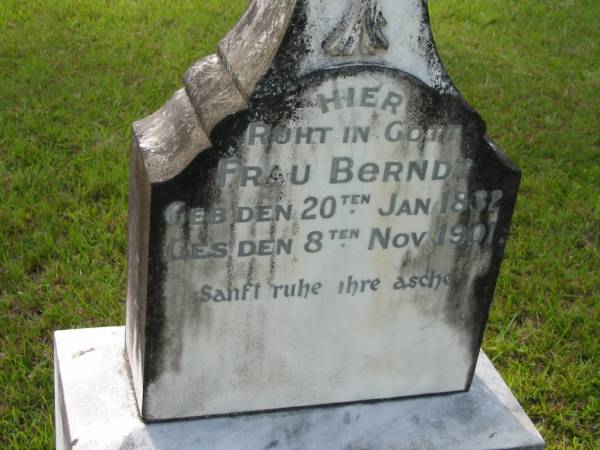 HIER
RUHT IN GOTT
FRAU BERNDT
GEB DEN 20TEN JAN 1832
GES DEN 8TEN NOV 1901.
Sanft ruhe ihre asche